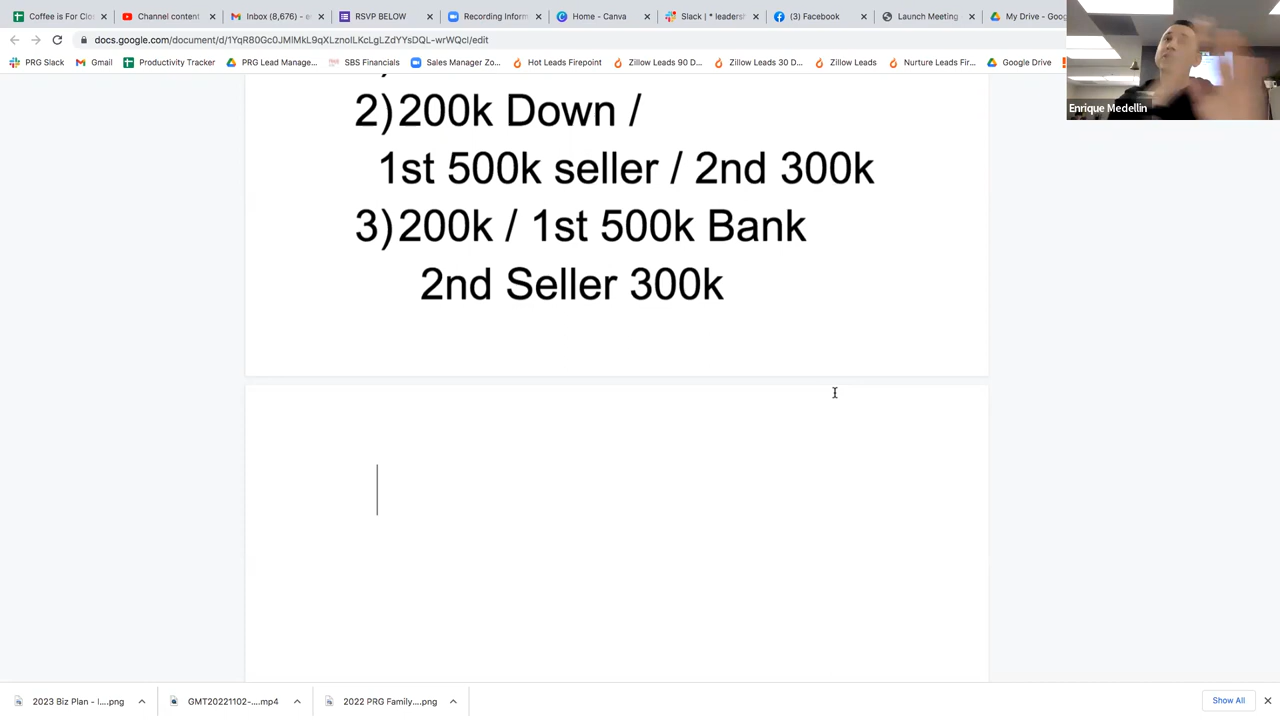 Coffee is For Clo
Channel content
Inbox (8,676) - e
RSVP BELOW
Recording Inform
Home - Canva
Slack | * leadersh
(3) Facebook
Launch Meeting
My Drive - Goog
docs.google.com/document/d/1YqR80Gc0JMlMkL9qXLznoILKcLgLZdYYsDQL-wrWQcI/edit
PRG Slack
Gmail
Productivity Tracker
PRG Lead Manage...
SBS Financials
Sales Manager Zo...
Hot Leads Firepoint
Zillow Leads 90 D...
Zillow Leads 30 D...
Zillow Leads
Nurture Leads Fir...
Google Drive
Enrique Medellin
2) 200k Down /
1st 500k seller / 2nd 300k
3) 200k / 1st 500k Bank
2nd Seller 300k
2023 Biz Plan - I....png
GMT20221102-....mp4
2022 PRG Family....png
Show All